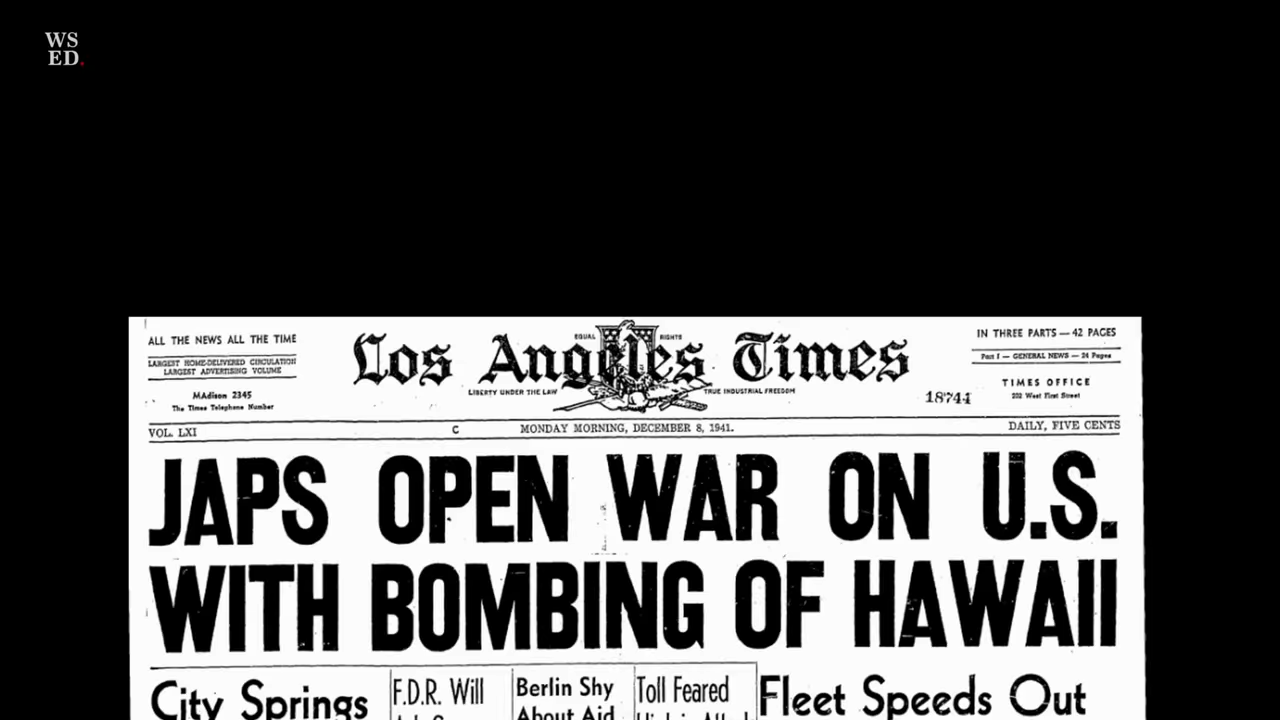 WS
ED.
ALL THE NEWS ALL THE TIME
LARGEST HOME-DELIVERED CIRCULATION
LARGEST ADVERTISING VOLUME
MAdison 2345
The Times Telephone Number
EQUAL RIGHTS
Los Angeles Times
LIBERTY UNDER THE LAW
TRUE INDUSTRIAL FREEDOM
IN THREE PARTS — 42 PAGES
Part I — GENERAL NEWS — 24 Pages
TIMES OFFICE
202 West First Street
18744
VOL. LXI
C
MONDAY MORNING, DECEMBER 8, 1941.
DAILY, FIVE CENTS
JAPS OPEN WAR ON U.S.
WITH BOMBING OF HAWAII
City Springs
F.D.R. Will
Berlin Shy
About Aid
Toll Feared
Fleet Speeds Out